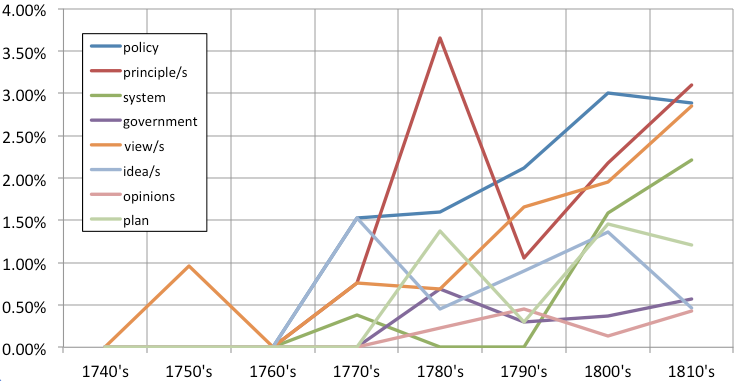 4.00%
3.50%
3.00%
2.50%
2.00%
1.50%
1.00%
0.50%
0.00%
policy
principle/s
system
government
view/s
idea/s
opinions
plan
1740's 1750's 1760's 1770's 1780's 1790's 1800's 1810's